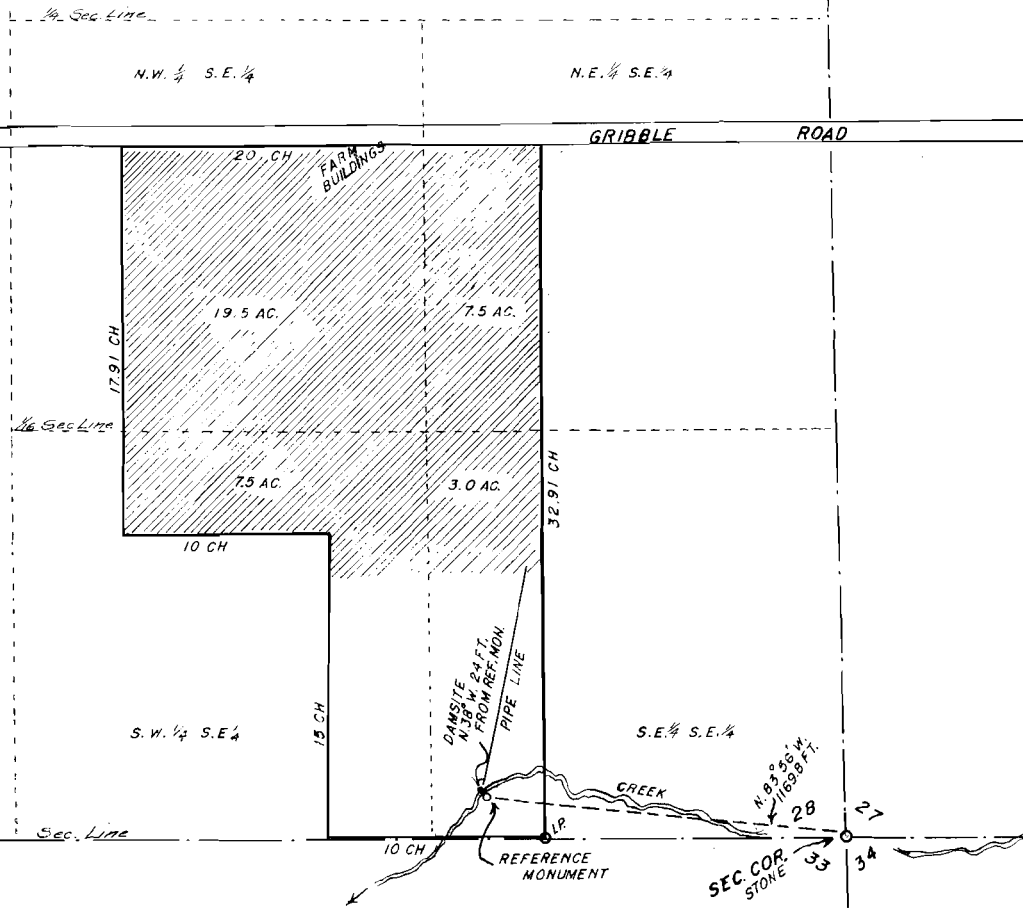 1/4 Sec. Line
N.W. 1/4 S.E. 1/4
N.E. 1/4 S.E. 1/4
GRIBBLE ROAD
20 CH
FARM
BUILDINGS
19.5 AC.
7.5 AC.
17.91 CH
1/16 Sec Line
7.5 AC.
3.0 AC.
32.91 CH
10 CH
DAMSITE
N.38° W. 24 FT.
FROM REF. MON.
PIPE LINE
15 CH
S.W. 1/4 S.E. 1/4
S.E. 1/4 S.E. 1/4
CREEK
N. 83° 56' W.
1169.8 FT.
28
27
Sec. Line
I.P.
10 CH
REFERENCE
MONUMENT
SEC. COR.
STONE
33
34